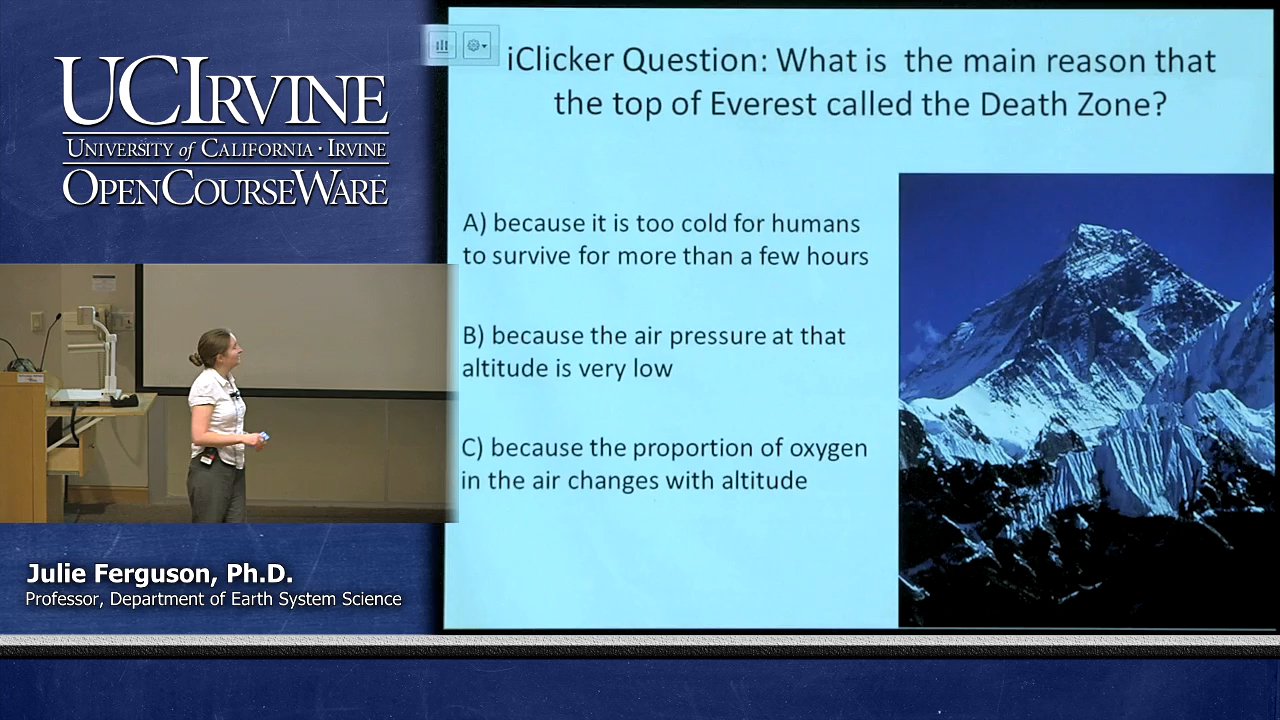 UCIRVINE
UNIVERSITY of CALIFORNIA · IRVINE
OPENCOURSEWARE
iClicker Question: What is the main reason that
the top of Everest called the Death Zone?
A) because it is too cold for humans
to survive for more than a few hours
B) because the air pressure at that
altitude is very low
C) because the proportion of oxygen
in the air changes with altitude
Julie Ferguson, Ph.D.
Professor, Department of Earth System Science